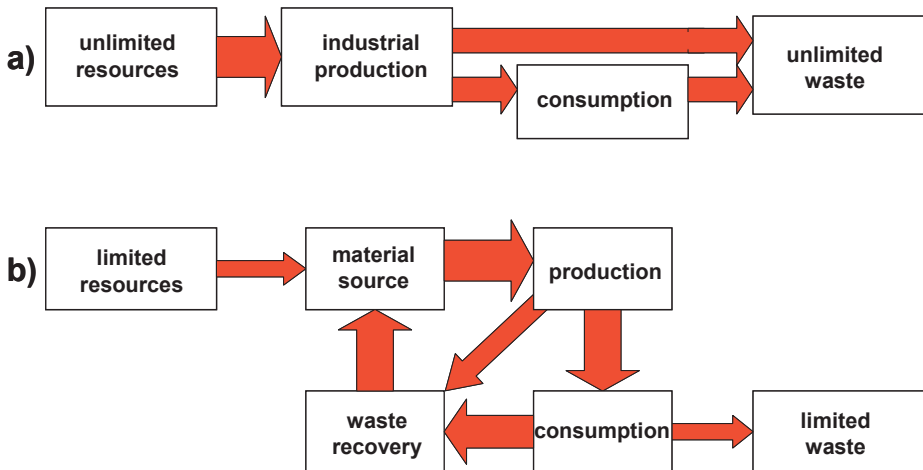 a)
unlimited
resources
industrial
production
consumption
unlimited
waste
b)
limited
resources
material
source
production
waste
recovery
consumption
limited
waste